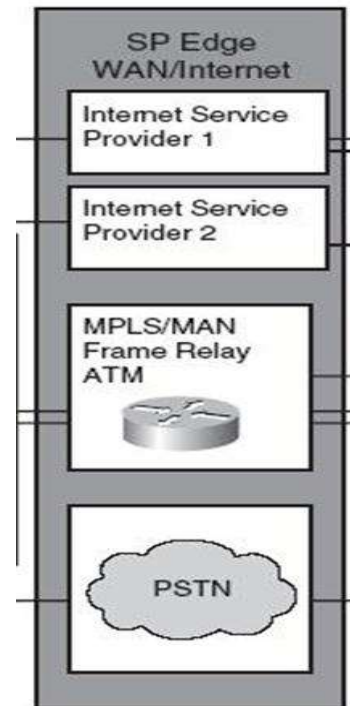 SP Edge
WAN/Internet
Internet Service
Provider 1
Internet Service
Provider 2
MPLS/MAN
Frame Relay
ATM
PSTN